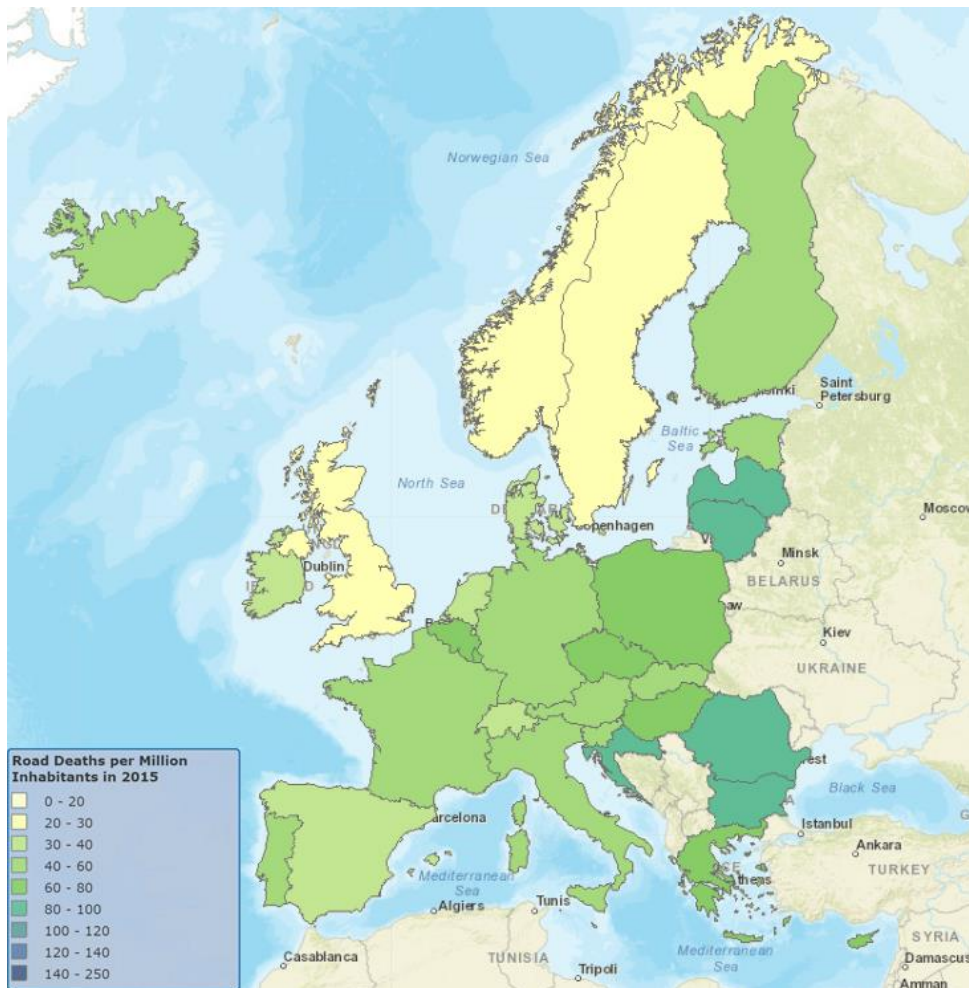 Norwegian Sea
Saint
Petersburg
Baltic
Sea
North Sea
Moscow
Copenhagen
Dublin
Minsk
BELARUS
Kiev
UKRAINE
Road Deaths per Million
Inhabitants in 2015
0 - 20
20 - 30
30 - 40
40 - 60
60 - 80
80 - 100
100 - 120
120 - 140
140 - 250
Black Sea
Istanbul
Ankara
TURKEY
Athens
Mediterranean
Sea
Algiers
Tunis
Casablanca
TUNISIA
Tripoli
Mediterranean
Sea
SYRIA
Damascus
Amman